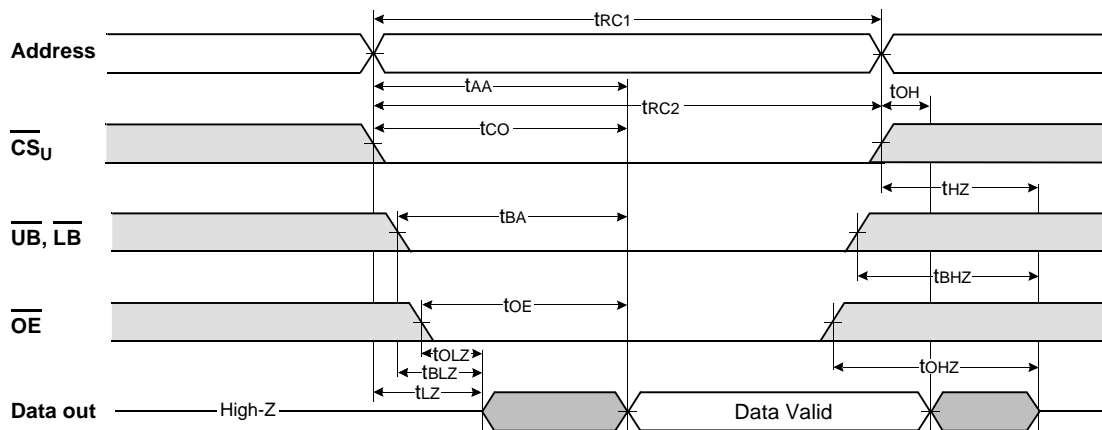 tRC1
Address
tAA
tOH
tRC2
CSU
tCO
tHZ
UB, LB
tBA
tBHZ
OE
tOE
tOLZ
tOHZ
tBLZ
tLZ
Data out
High-Z
Data Valid